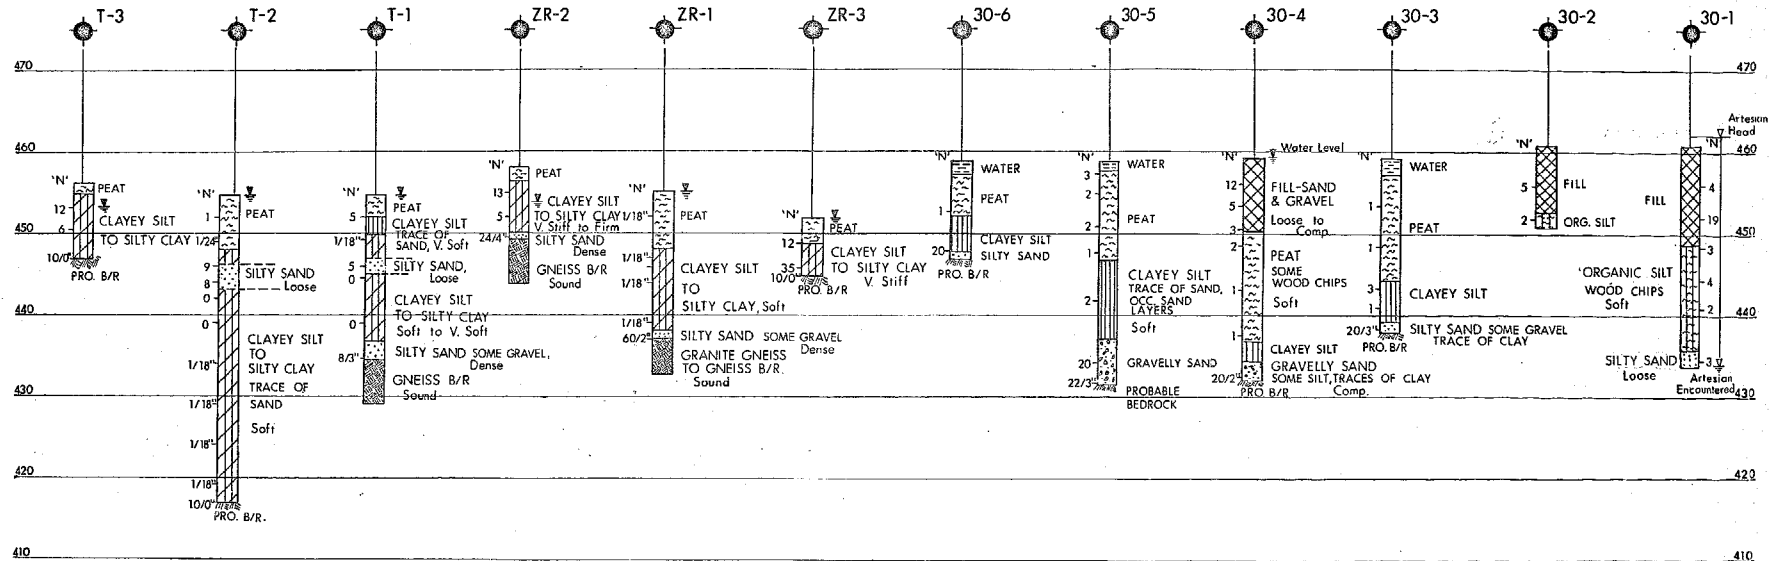 T-3
T-2
T-1
ZR-2
ZR-1
ZR-3
30-6
30-5
30-4
30-3
30-2
30-1
470
470
460
460
450
450
440
440
430
430
420
420
410
410
'N'
PEAT
12
CLAYEY SILT
6
TO SILTY CLAY
10/0"
PRO. B/R
'N'
1
PEAT
1/24"
9
SILTY SAND
Loose
8
0
0
CLAYEY SILT
TO
SILTY CLAY
TRACE OF
SAND
Soft
1/18"
1/18"
1/18"
1/18"
10/0"
PRO. B/R.
'N'
PEAT
5
CLAYEY SILT
TRACE OF
SAND, V. Soft
1/18"
5
SILTY SAND,
Loose
0
CLAYEY SILT
TO SILTY CLAY
Soft to V. Soft
0
8/3"
SILTY SAND SOME GRAVEL,
Dense
GNEISS B/R
Sound
'N'
PEAT
13
CLAYEY SILT
TO SILTY CLAY
V. Stiff to Firm
5
24/4"
SILTY SAND
Dense
GNEISS B/R
Sound
'N'
1/18"
PEAT
1/18"
1/18"
CLAYEY SILT
TO
SILTY CLAY, Soft
1/18"
60/2"
SILTY SAND SOME GRAVEL
Dense
GRANITE GNEISS
TO GNEISS B/R.
Sound
'N'
PEAT
12
CLAYEY SILT
TO SILTY CLAY
V. Stiff
35
10/0"
PRO. B/R
'N'
WATER
PEAT
1
CLAYEY SILT
20
SILTY SAND
PRO. B/R
'N'
WATER
3
2
PEAT
2
1
CLAYEY SILT
TRACE OF SAND,
OCC. SAND
LAYERS
2
Soft
20
GRAVELLY SAND
22/3"
PROBABLE
BEDROCK
'N'
Water Level
12
FILL-SAND
& GRAVEL
5
Loose to
Comp.
3
2
PEAT
SOME
WOOD CHIPS
1
Soft
1
CLAYEY SILT
GRAVELLY SAND
20/2"
SOME SILT, TRACES OF CLAY
Comp.
PRO. B/R
'N'
WATER
1
PEAT
1
3
CLAYEY SILT
1
20/3"
SILTY SAND SOME GRAVEL
TRACE OF CLAY
PRO. B/R
'N'
5
FILL
2
ORG. SILT
Artesian
Head
'N'
4
FILL
19
3
ORGANIC SILT
WOOD CHIPS
Soft
4
2
SILTY SAND
Loose
3
Artesian
Encountered